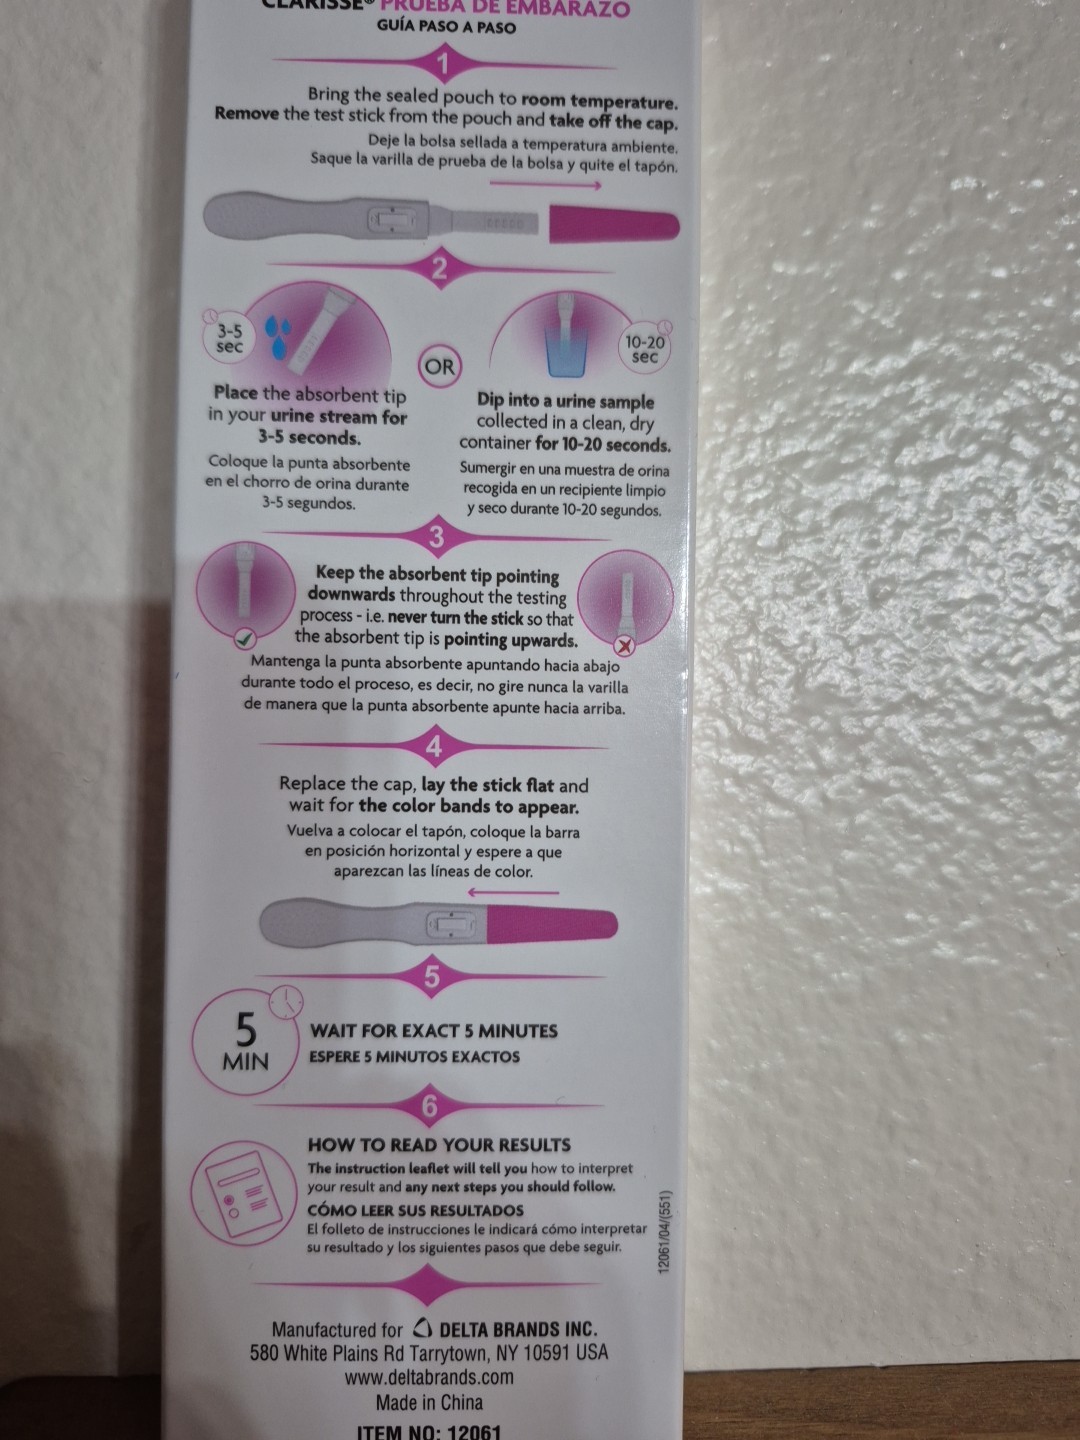 CLARISSE® PRUEBA DE EMBARAZO
GUÍA PASO A PASO
1
Bring the sealed pouch to room temperature.
Remove the test stick from the pouch and take off the cap.
Deje la bolsa sellada a temperatura ambiente.
Saque la varilla de prueba de la bolsa y quite el tapón.
2
3-5
sec
Place the absorbent tip
in your urine stream for
3-5 seconds.
Coloque la punta absorbente
en el chorro de orina durante
3-5 segundos.
OR
10-20
sec
Dip into a urine sample
collected in a clean, dry
container for 10-20 seconds.
Sumergir en una muestra de orina
recogida en un recipiente limpio
y seco durante 10-20 segundos.
3
Keep the absorbent tip pointing
downwards throughout the testing
process - i.e. never turn the stick so that
the absorbent tip is pointing upwards.
Mantenga la punta absorbente apuntando hacia abajo
durante todo el proceso, es decir, no gire nunca la varilla
de manera que la punta absorbente apunte hacia arriba.
4
Replace the cap, lay the stick flat and
wait for the color bands to appear.
Vuelva a colocar el tapón, coloque la barra
en posición horizontal y espere a que
aparezcan las líneas de color.
5
5
MIN
WAIT FOR EXACT 5 MINUTES
ESPERE 5 MINUTOS EXACTOS
6
HOW TO READ YOUR RESULTS
The instruction leaflet will tell you how to interpret
your result and any next steps you should follow.
CÓMO LEER SUS RESULTADOS
El folleto de instrucciones le indicará cómo interpretar
su resultado y los siguientes pasos que debe seguir.
12061/04/(551)
Manufactured for DELTA BRANDS INC.
580 White Plains Rd Tarrytown, NY 10591 USA
www.deltabrands.com
Made in China
ITEM NO: 12061